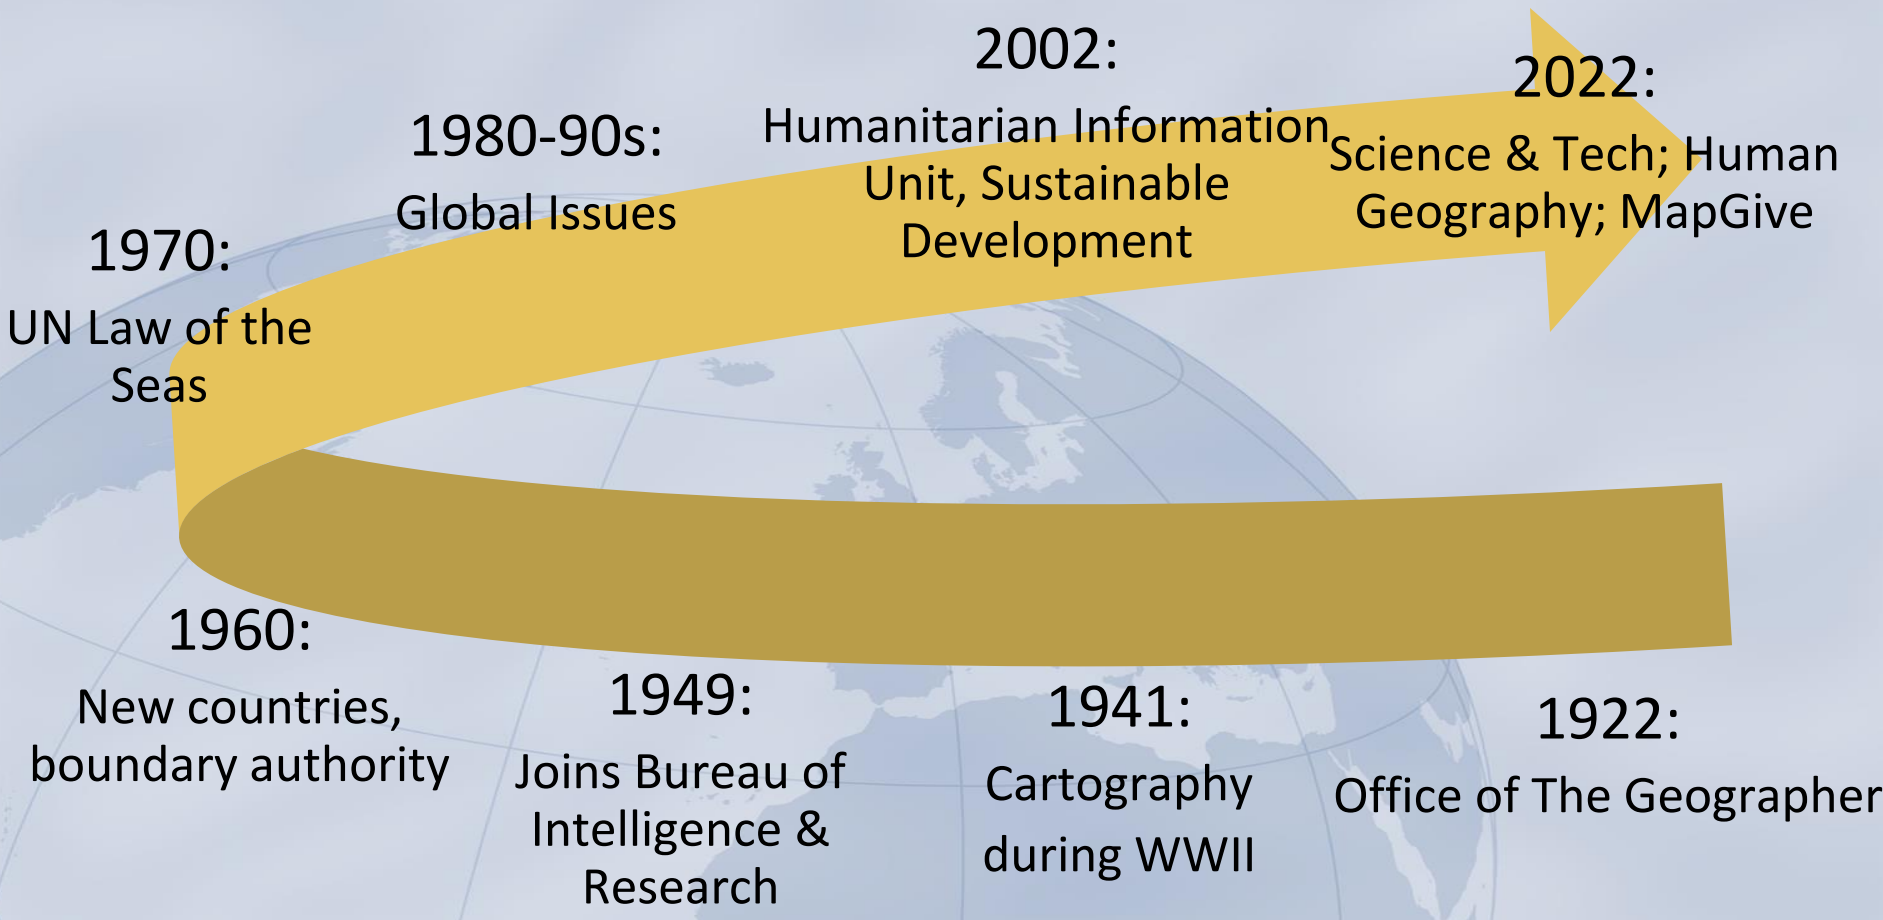 2002:
Humanitarian Information
Unit, Sustainable
Development
2022:
Science & Tech; Human
Geography; MapGive
1980-90s:
Global Issues
1970:
UN Law of the
Seas
1960:
New countries,
boundary authority
1949:
Joins Bureau of
Intelligence &
Research
1941:
Cartography
during WWII
1922:
Office of The Geographer